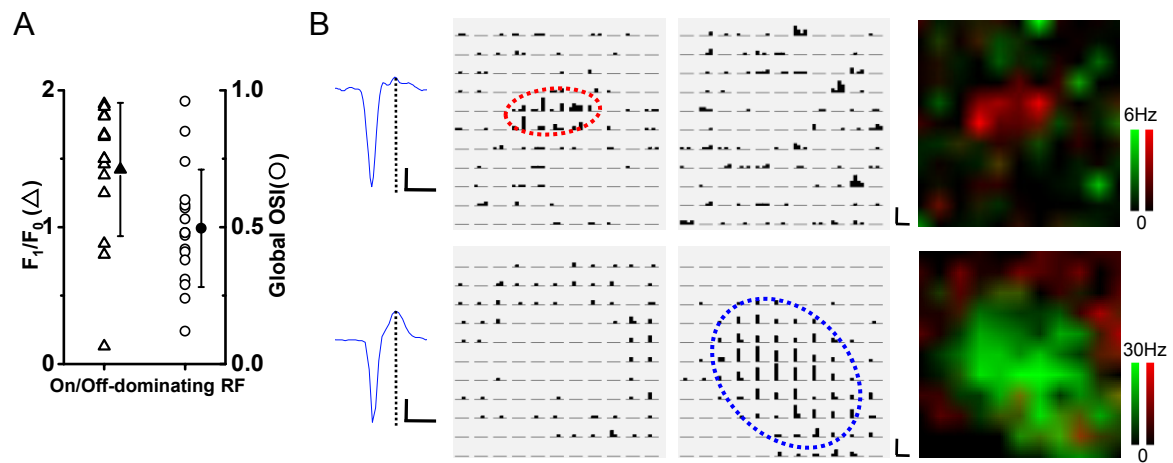 A
B
2
1
0
F1/F0 (△)
1.0
0.5
0.0
Global OSI(○)
On/Off-dominating RF
6Hz
0
30Hz
0